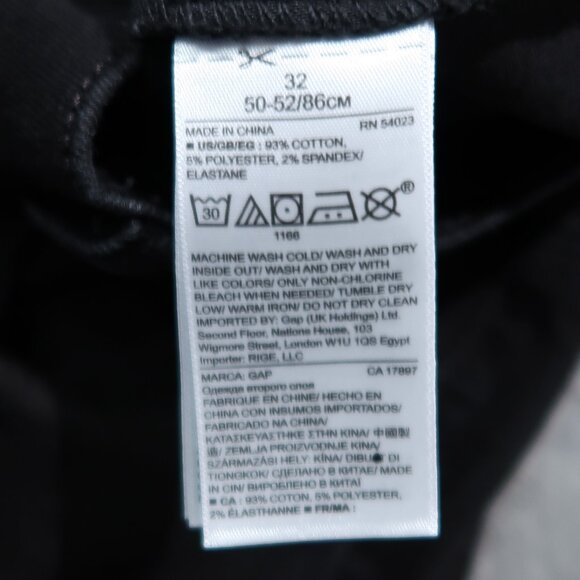 32
50-52/86CM
MADE IN CHINA RN 54023
■ US/GB/EG : 93% COTTON,
5% POLYESTER, 2% SPANDEX/
ELASTANE
30 ®
1166
MACHINE WASH COLD/ WASH AND DRY
INSIDE OUT/ WASH AND DRY WITH
LIKE COLORS/ ONLY NON-CHLORINE
BLEACH WHEN NEEDED/ TUMBLE DRY
LOW/ WARM IRON/ DO NOT DRY CLEAN
IMPORTED BY: Gap (UK Holdings) Ltd.
Second Floor, Nations House, 103
Wigmore Street, London W1U 1QS Egypt
Importer: RIGE, LLC
MARCA: GAP CA 17897
Одежда второго слоя
FABRIQUE EN CHINE/ HECHO EN
CHINA CON INSUMOS IMPORTADOS/
FABRICADO NA CHINA/
ΚΑΤΑΣΚΕΥΑΣΤΗΚΕ ΣΤΗΝ ΚΙΝΑ/ 中國製
造/ ZEMLJA PROIZVODNJE KINA/
SZÁRMAZÁSI HELY: KÍNA/ DIBU DI
TIONGKOK/ СДЕЛАНО В КИТАЕ/ MADE
IN CIN/ ВИРОБЛЕНО В КИТАЇ
■ CA : 93% COTTON, 5% POLYESTER,
2% ÉLASTHANNE ■ FR/MA :